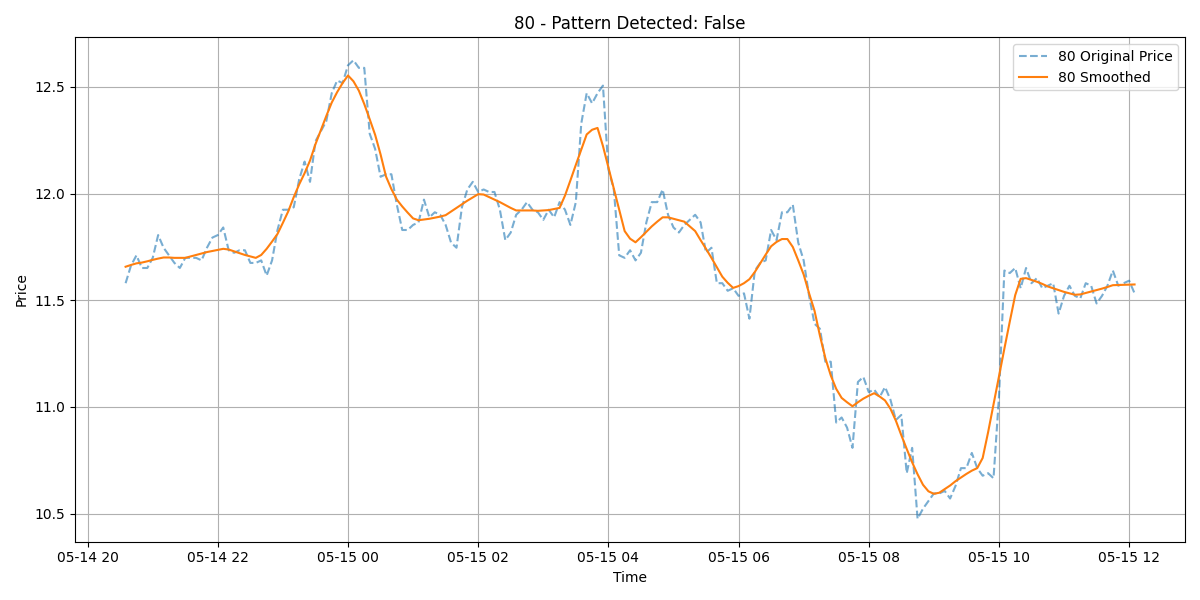 80 - Pattern Detected: False
80 Original Price
80 Smoothed
Price
12.5
12.0
11.5
11.0
10.5
05-14 20
05-14 22
05-15 00
05-15 02
05-15 04
05-15 06
05-15 08
05-15 10
05-15 12
Time